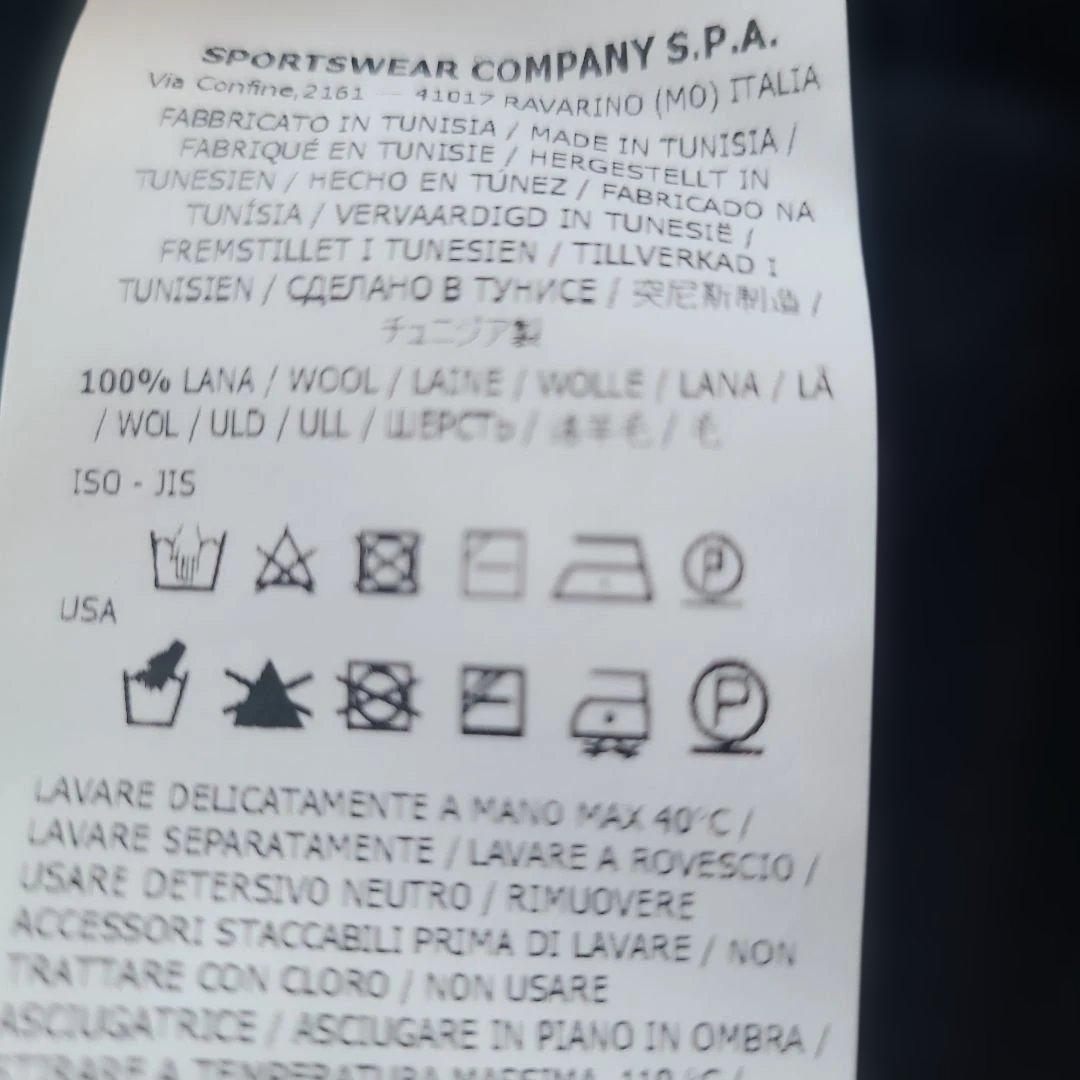 SPORTSWEAR COMPANY S.P.A.
Via Confine,2161 — 41017 RAVARINO (MO) ITALIA
FABBRICATO IN TUNISIA / MADE IN TUNISIA /
FABRIQUÉ EN TUNISIE / HERGESTELLT IN
TUNESIEN / HECHO EN TÚNEZ / FABRICADO NA
TUNÍSIA / VERVAARDIGD IN TUNESIË /
FREMSTILLET I TUNESIEN / TILLVERKAD I
TUNISIEN / СДЕЛАНО В ТУНИСЕ / 突尼斯制造 /
チュニジア製
100% LANA / WOOL / LAINE / WOLLE / LANA / LÃ
/ WOL / ULD / ULL / ШЕРСТЬ / 羊毛 / 毛
ISO - JIS
P
USA
P
LAVARE DELICATAMENTE A MANO MAX 40°C /
LAVARE SEPARATAMENTE / LAVARE A ROVESCIO /
USARE DETERSIVO NEUTRO / RIMUOVERE
ACCESSORI STACCABILI PRIMA DI LAVARE / NON
TRATTARE CON CLORO / NON USARE
ASCIUGATRICE / ASCIUGARE IN PIANO IN OMBRA /
STIRARE A TEMPERATURA MASSIMA 110°C /